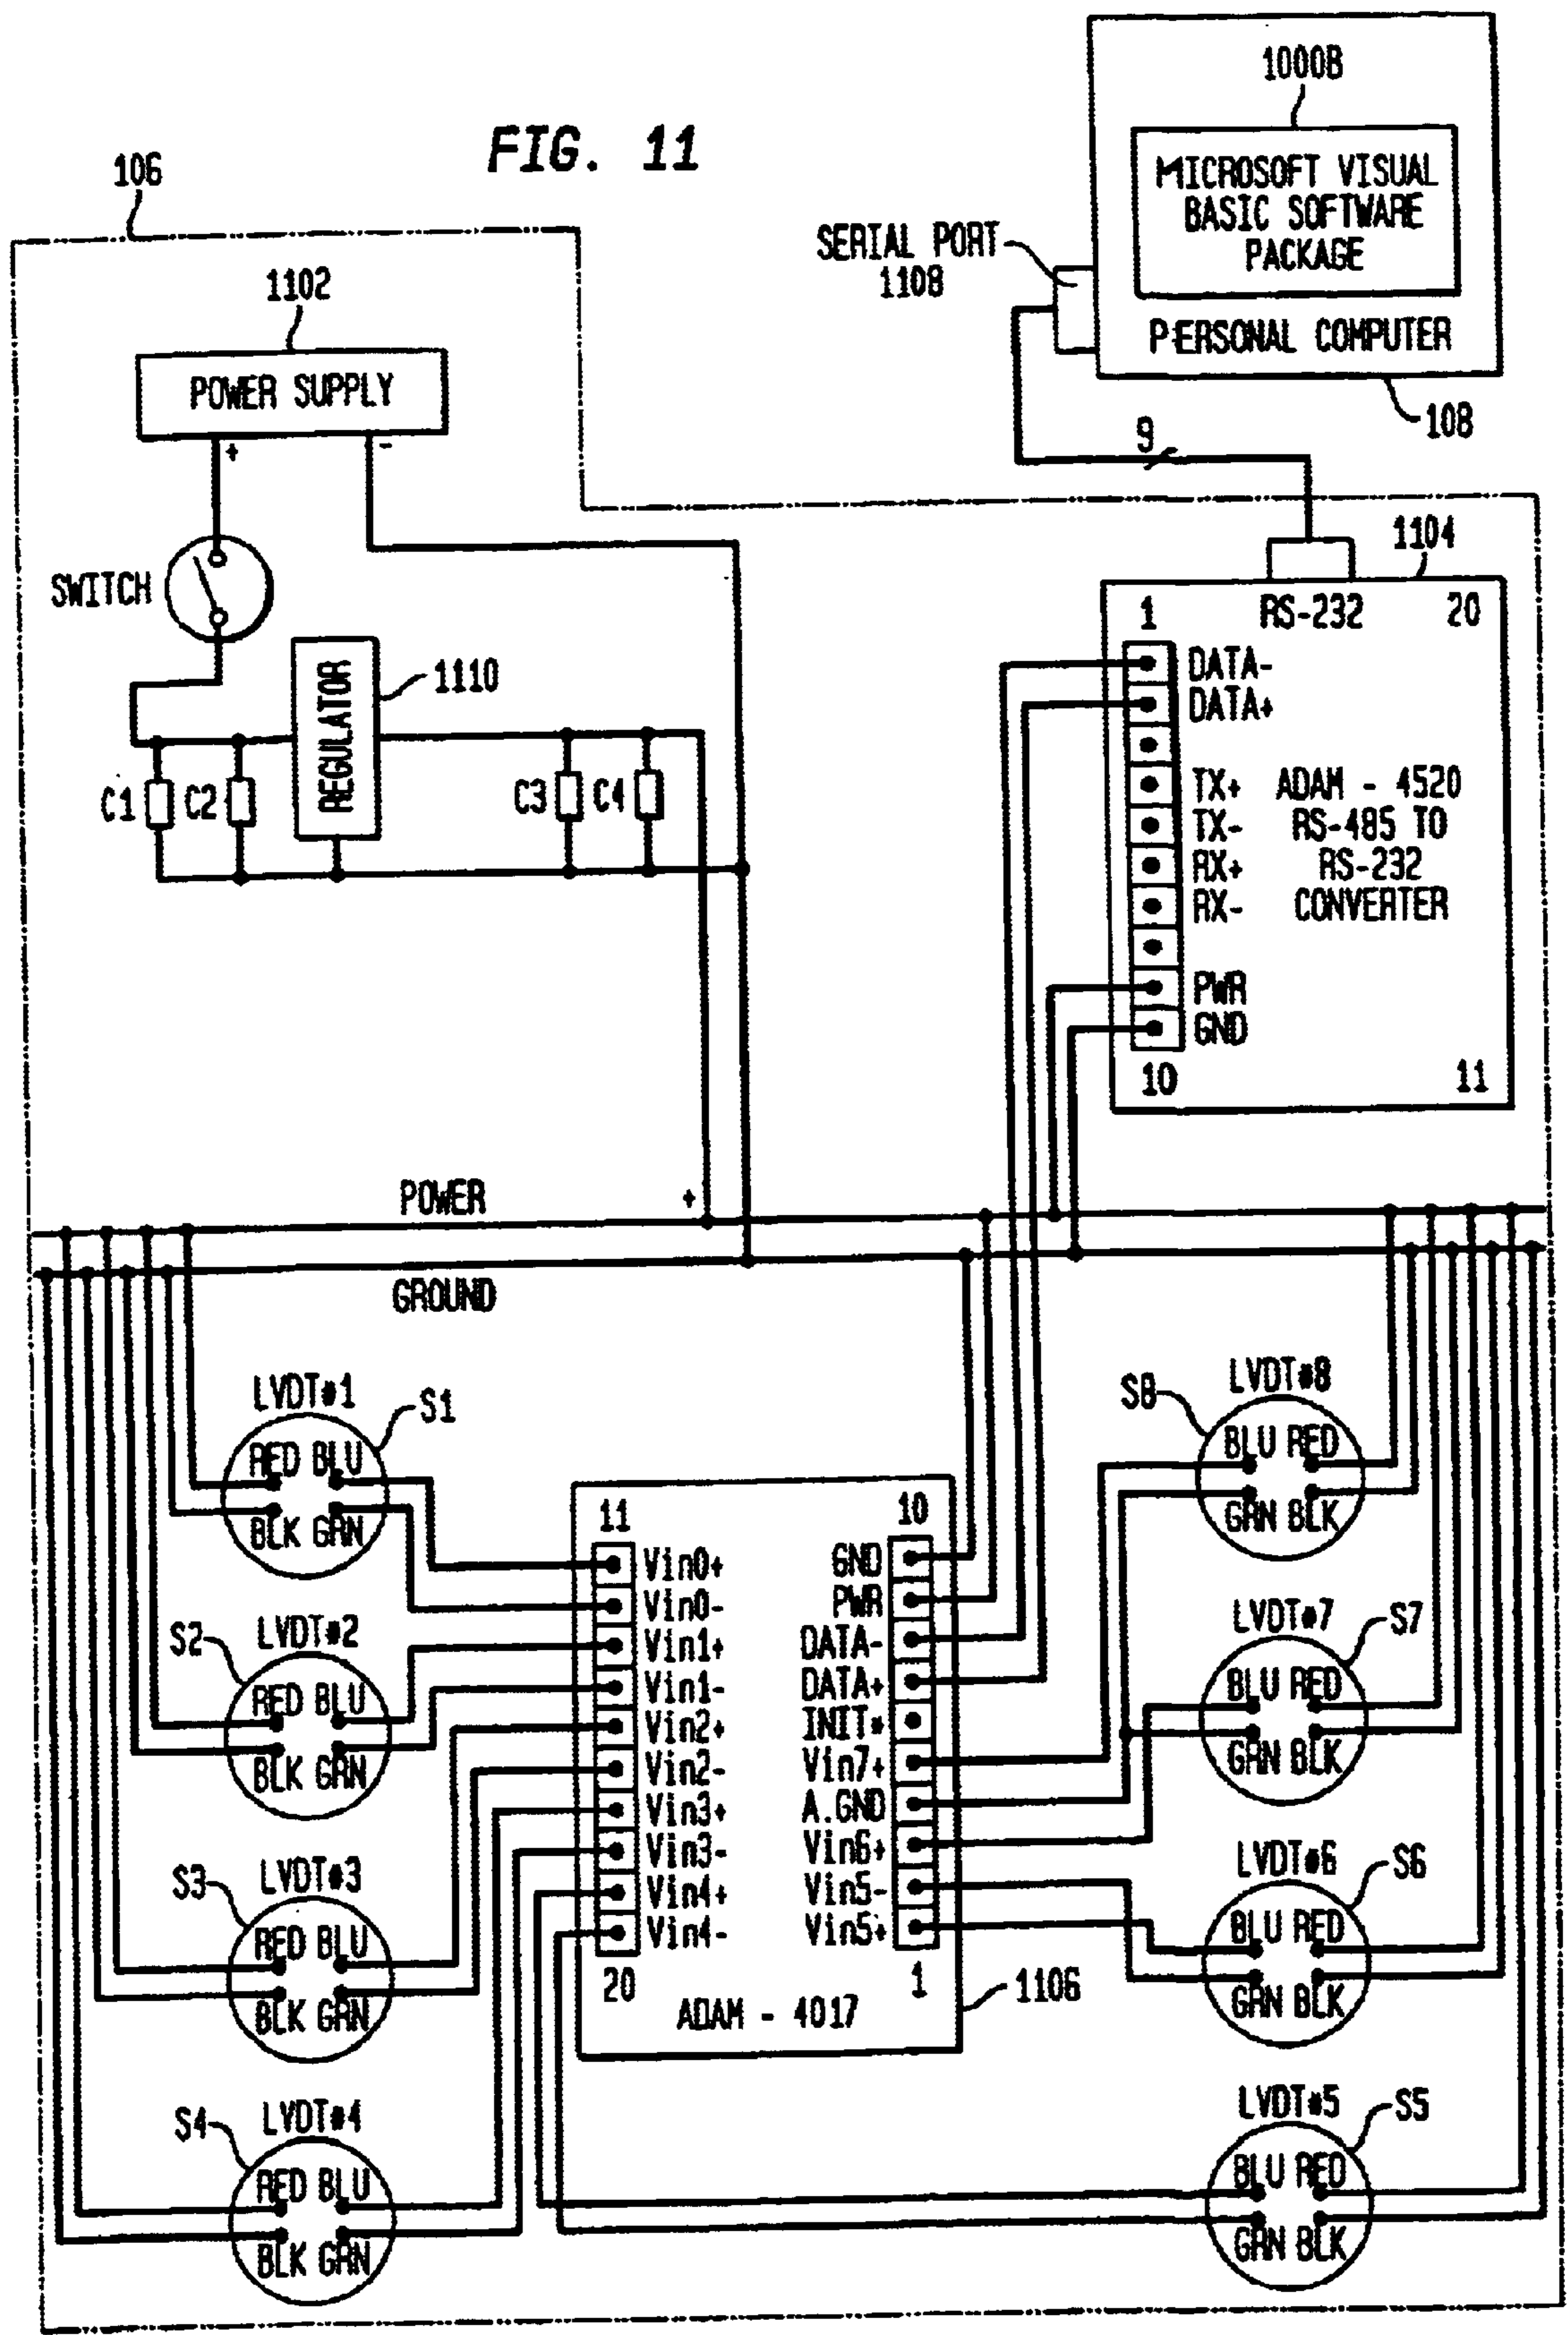 FIG. 11
1000B
MICROSOFT VISUAL
BASIC SOFTWARE
PACKAGE
PERSONAL COMPUTER
108
SERIAL PORT
1108
9
106
1102
POWER SUPPLY
+
-
SWITCH
REGULATOR
1110
C1
C2
C3
C4
1104
1
RS-232
20
DATA-
DATA+
TX+
TX-
RX+
RX-
PWR
GND
ADAM - 4520
RS-485 TO
RS-232
CONVERTER
10
11
POWER
+
GROUND
LVDT#1
S1
RED BLU
BLK GRN
S2
LVDT#2
RED BLU
BLK GRN
S3
LVDT#3
RED BLU
BLK GRN
S4
LVDT#4
RED BLU
BLK GRN
11
10
Vin0+
Vin0-
Vin1+
Vin1-
Vin2+
Vin2-
Vin3+
Vin3-
Vin4+
Vin4-
GND
PWR
DATA-
DATA+
INIT*
Vin7+
A.GND
Vin6+
Vin5-
Vin5+
20
1
ADAM - 4017
1106
S8
LVDT#8
BLU RED
GRN BLK
LVDT#7
S7
BLU RED
GRN BLK
LVDT#6
S6
BLU RED
GRN BLK
LVDT#5
S5
BLU RED
GRN BLK